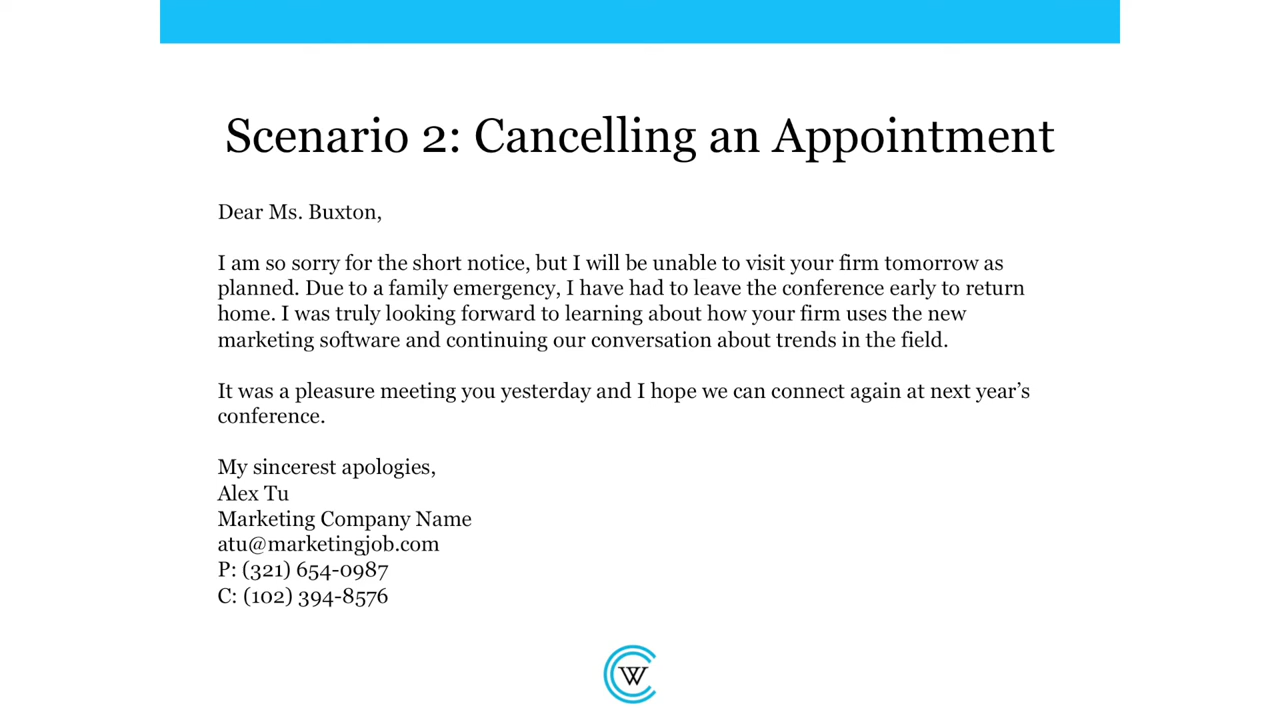 Scenario 2: Cancelling an Appointment
Dear Ms. Buxton,
I am so sorry for the short notice, but I will be unable to visit your firm tomorrow as
planned. Due to a family emergency, I have had to leave the conference early to return
home. I was truly looking forward to learning about how your firm uses the new
marketing software and continuing our conversation about trends in the field.
It was a pleasure meeting you yesterday and I hope we can connect again at next year’s
conference.
My sincerest apologies,
Alex Tu
Marketing Company Name
atu@marketingjob.com
P: (321) 654-0987
C: (102) 394-8576
W